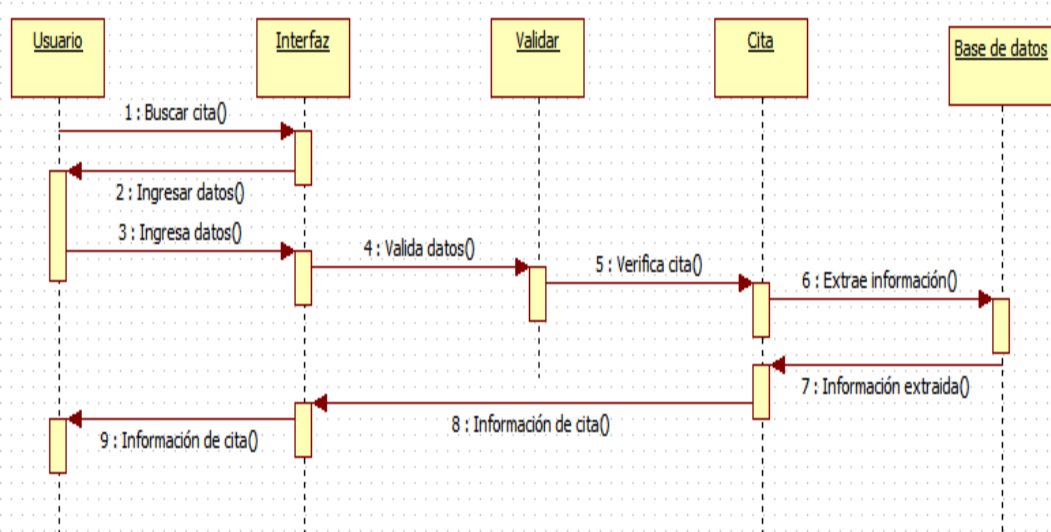 Usuario
Interfaz
Validar
Cita
Base de datos
1 : Buscar cita()
2 : Ingresar datos()
3 : Ingresa datos()
4 : Valida datos()
5 : Verifica cita()
6 : Extrae información()
7 : Información extraida()
8 : Información de cita()
9 : Información de cita()